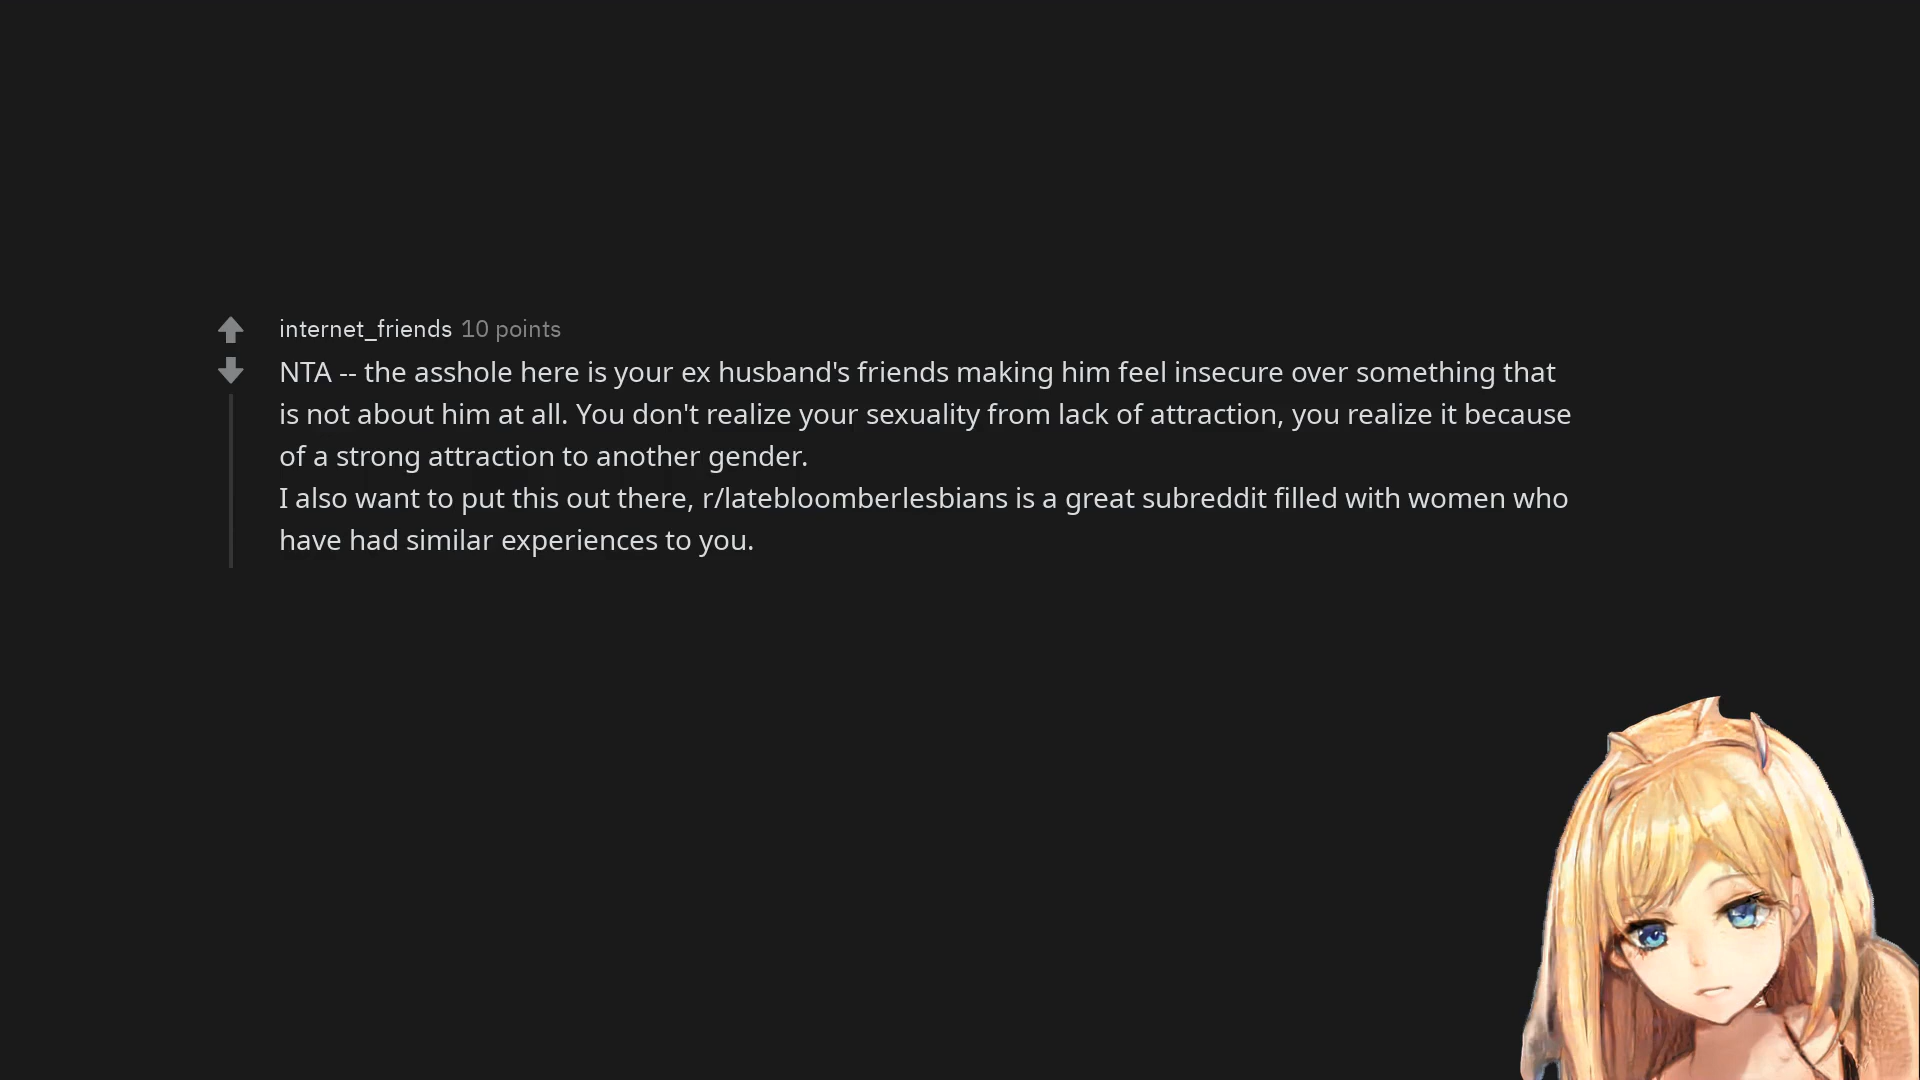 internet_friends 10 points
NTA -- the asshole here is your ex husband's friends making him feel insecure over something that
is not about him at all. You don't realize your sexuality from lack of attraction, you realize it because
of a strong attraction to another gender.
I also want to put this out there, r/latebloomberlesbians is a great subreddit filled with women who
have had similar experiences to you.